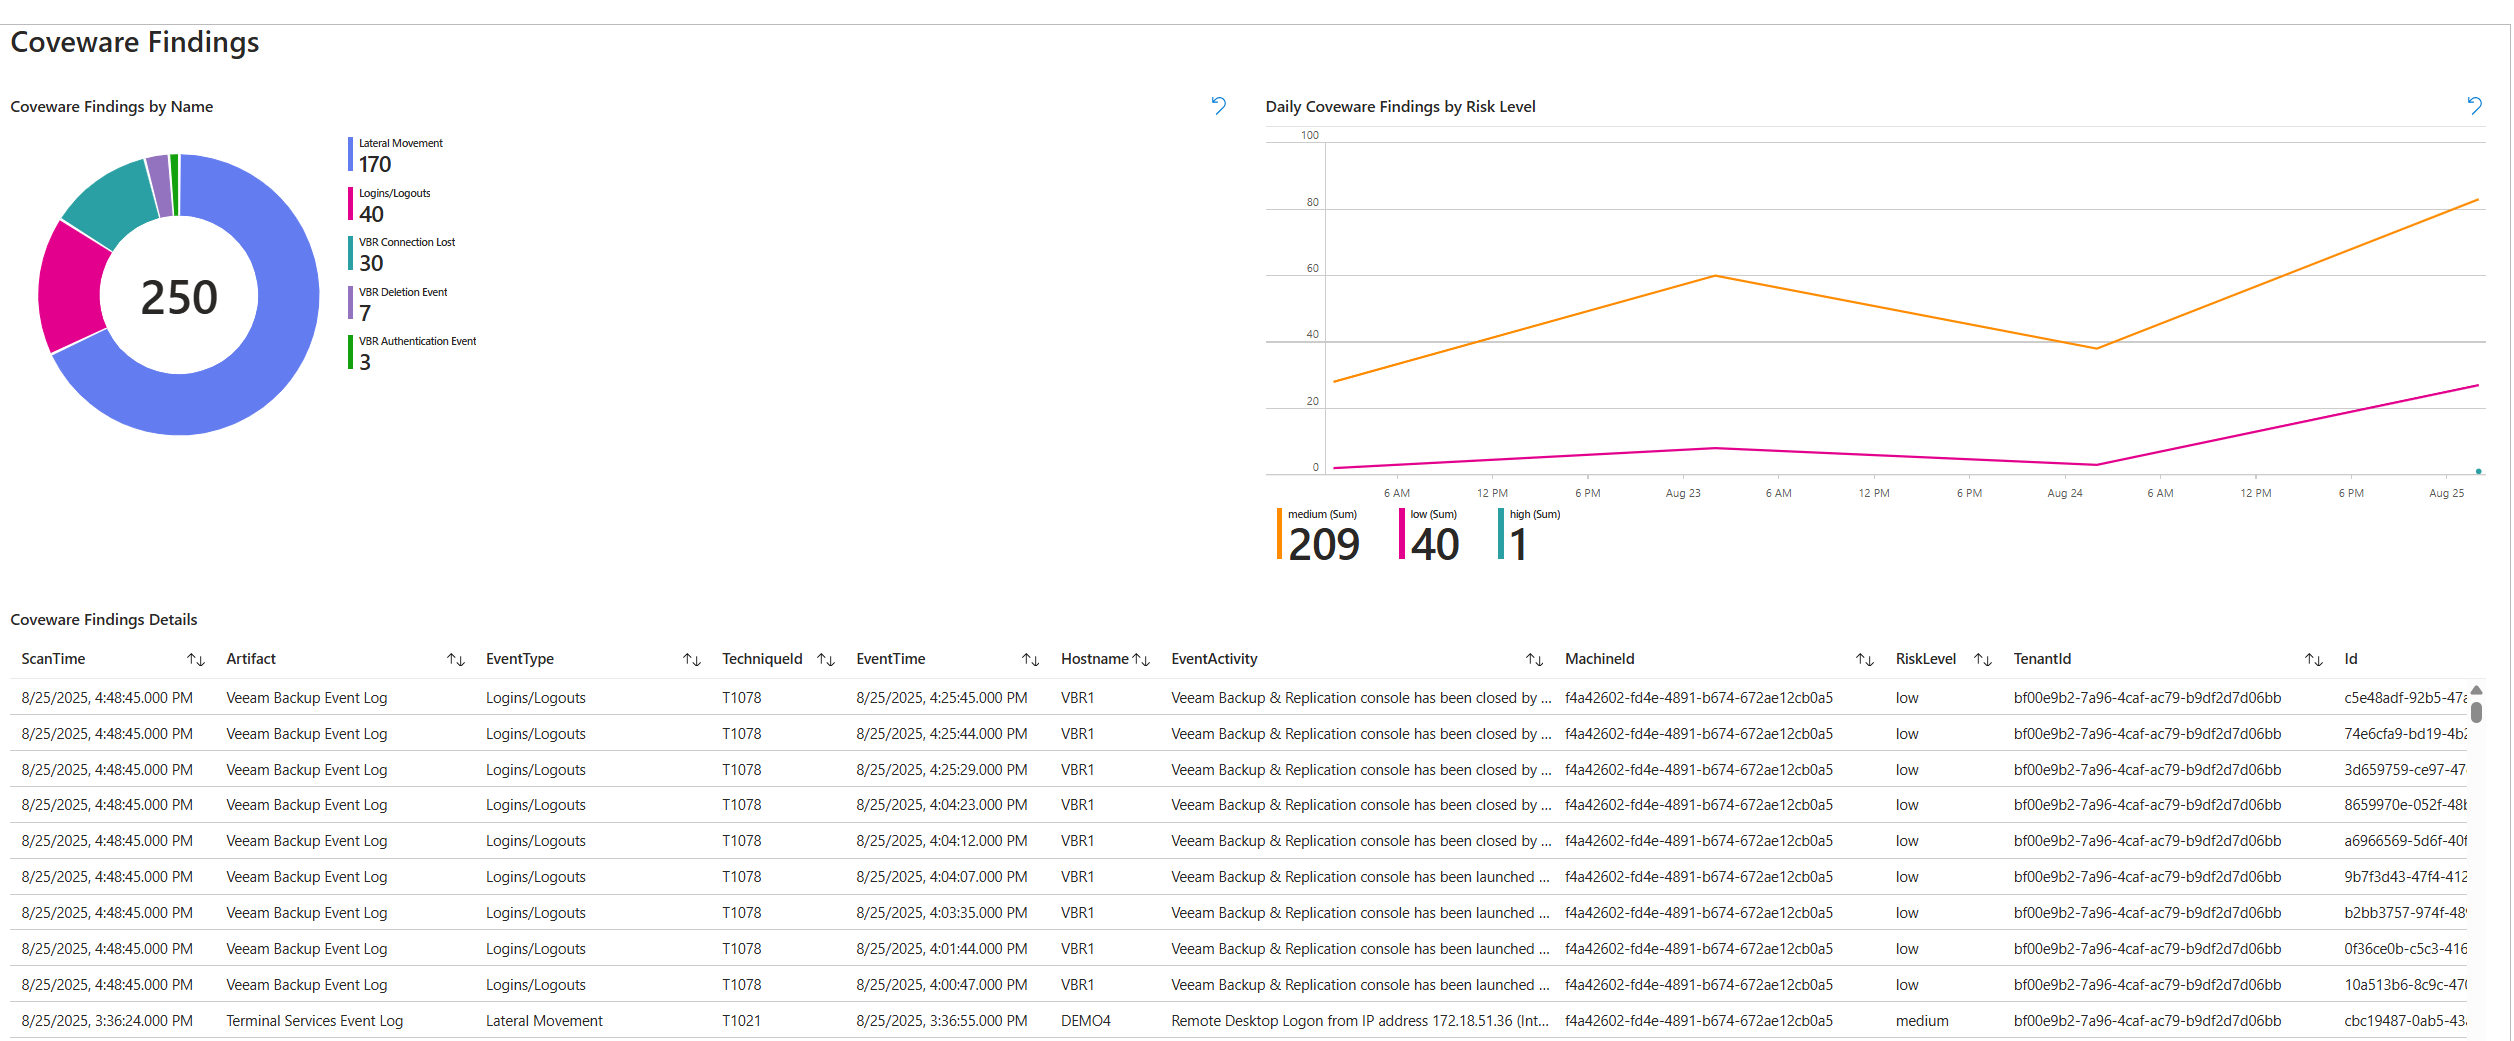 Coveware Findings
Coveware Findings by Name
Lateral Movement
170
Logins/Logouts
40
VBR Connection Lost
30
VBR Deletion Event
7
VBR Authentication Event
3
250
Daily Coveware Findings by Risk Level
100
80
60
40
20
0
6 AM 12 PM 6 PM Aug 23 6 AM 12 PM 6 PM Aug 24 6 AM 12 PM 6 PM Aug 25
medium (Sum) low (Sum) high (Sum)
209 40 1
Coveware Findings Details
ScanTime Artifact EventType TechniqueId EventTime Hostname EventActivity MachineId RiskLevel TenantId Id
8/25/2025, 4:48:45.000 PM Veeam Backup Event Log Logins/Logouts T1078 8/25/2025, 4:25:45.000 PM VBR1 Veeam Backup & Replication console has been closed by ... f4a42602-fd4e-4891-b674-672ae12cb0a5 low bf00e9b2-7a96-4caf-ac79-b9df2d7d06bb c5e48adf-92b5-47a
8/25/2025, 4:48:45.000 PM Veeam Backup Event Log Logins/Logouts T1078 8/25/2025, 4:25:44.000 PM VBR1 Veeam Backup & Replication console has been closed by ... f4a42602-fd4e-4891-b674-672ae12cb0a5 low bf00e9b2-7a96-4caf-ac79-b9df2d7d06bb 74e6cfa9-bd19-4b2
8/25/2025, 4:48:45.000 PM Veeam Backup Event Log Logins/Logouts T1078 8/25/2025, 4:25:29.000 PM VBR1 Veeam Backup & Replication console has been closed by ... f4a42602-fd4e-4891-b674-672ae12cb0a5 low bf00e9b2-7a96-4caf-ac79-b9df2d7d06bb 3d659759-ce97-47
8/25/2025, 4:48:45.000 PM Veeam Backup Event Log Logins/Logouts T1078 8/25/2025, 4:04:23.000 PM VBR1 Veeam Backup & Replication console has been closed by ... f4a42602-fd4e-4891-b674-672ae12cb0a5 low bf00e9b2-7a96-4caf-ac79-b9df2d7d06bb 8659970e-052f-48
8/25/2025, 4:48:45.000 PM Veeam Backup Event Log Logins/Logouts T1078 8/25/2025, 4:04:12.000 PM VBR1 Veeam Backup & Replication console has been closed by ... f4a42602-fd4e-4891-b674-672ae12cb0a5 low bf00e9b2-7a96-4caf-ac79-b9df2d7d06bb a6966569-5d6f-40f
8/25/2025, 4:48:45.000 PM Veeam Backup Event Log Logins/Logouts T1078 8/25/2025, 4:04:07.000 PM VBR1 Veeam Backup & Replication console has been launched ... f4a42602-fd4e-4891-b674-672ae12cb0a5 low bf00e9b2-7a96-4caf-ac79-b9df2d7d06bb 9b7f3d43-47f4-412
8/25/2025, 4:48:45.000 PM Veeam Backup Event Log Logins/Logouts T1078 8/25/2025, 4:03:35.000 PM VBR1 Veeam Backup & Replication console has been launched ... f4a42602-fd4e-4891-b674-672ae12cb0a5 low bf00e9b2-7a96-4caf-ac79-b9df2d7d06bb b2bb3757-974f-48
8/25/2025, 4:48:45.000 PM Veeam Backup Event Log Logins/Logouts T1078 8/25/2025, 4:01:44.000 PM VBR1 Veeam Backup & Replication console has been launched ... f4a42602-fd4e-4891-b674-672ae12cb0a5 low bf00e9b2-7a96-4caf-ac79-b9df2d7d06bb 0f36ce0b-c5c3-416
8/25/2025, 4:48:45.000 PM Veeam Backup Event Log Logins/Logouts T1078 8/25/2025, 4:00:47.000 PM VBR1 Veeam Backup & Replication console has been launched ... f4a42602-fd4e-4891-b674-672ae12cb0a5 low bf00e9b2-7a96-4caf-ac79-b9df2d7d06bb 10a513b6-8c9c-47
8/25/2025, 3:36:24.000 PM Terminal Services Event Log Lateral Movement T1021 8/25/2025, 3:36:55.000 PM DEMO4 Remote Desktop Logon from IP address 172.18.51.36 (Int... f4a42602-fd4e-4891-b674-672ae12cb0a5 medium bf00e9b2-7a96-4caf-ac79-b9df2d7d06bb cbc19487-0ab5-43